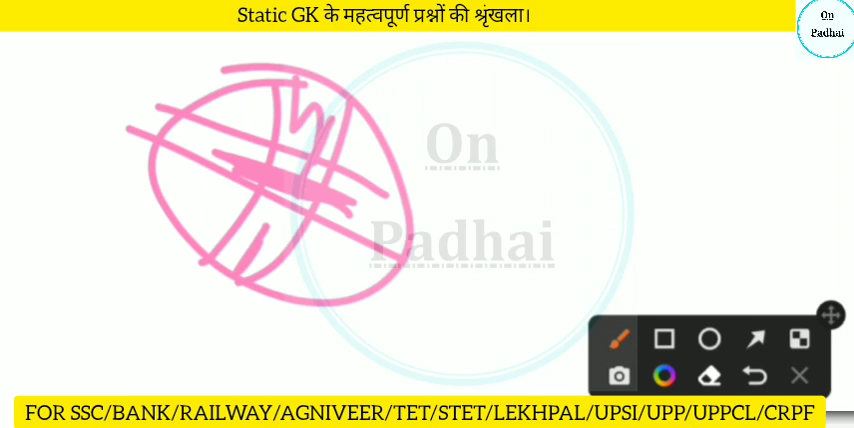 Static GK के महत्वपूर्ण प्रश्नों की श्रृंखला।
On
Padhai
On
Padhai
FOR SSC/BANK/RAILWAY/AGNIVEER/TET/STET/LEKHPAL/UPSI/UPP/UPPCL/CRPF